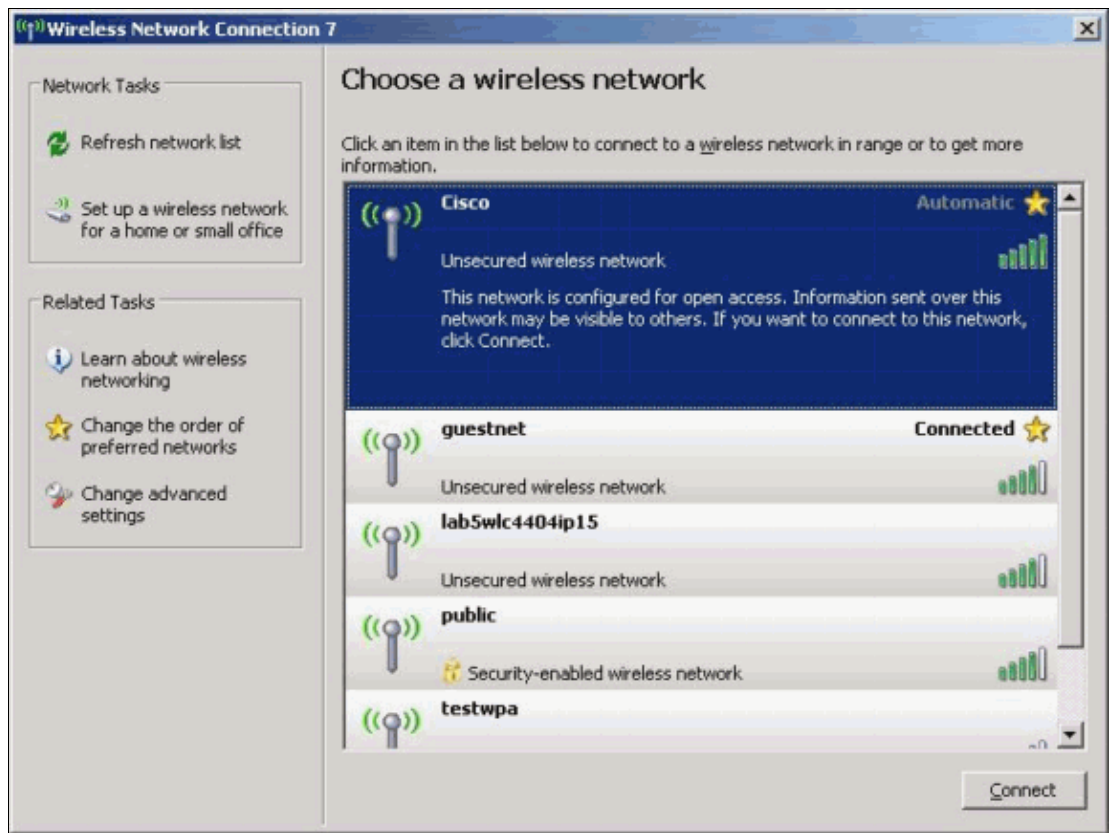 Wireless Network Connection 7
Network Tasks
Refresh network list
Set up a wireless network
for a home or small office
Related Tasks
Learn about wireless
networking
Change the order of
preferred networks
Change advanced
settings
Choose a wireless network
Click an item in the list below to connect to a wireless network in range or to get more
information.
Cisco Automatic
Unsecured wireless network
This network is configured for open access. Information sent over this
network may be visible to others. If you want to connect to this network,
click Connect.
guestnet Connected
Unsecured wireless network
lab5wlc4404ip15
Unsecured wireless network
public
Security-enabled wireless network
testwpa
Connect